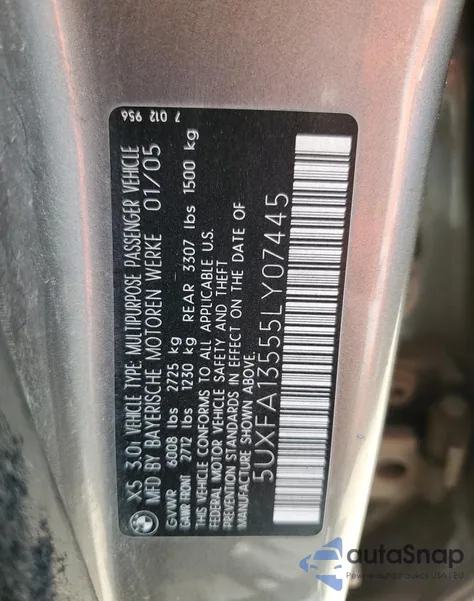 X5 3.0i VEHICLE TYPE: MULTIPURPOSE PASSENGER VEHICLE
MFD BY BAYERISCHE MOTOREN WERKE 01/05
GVWR 6008 lbs 2725 kg
GAWR FRONT 2712 lbs 1230 kg REAR 3307 lbs 1500 kg
THIS VEHICLE CONFORMS TO ALL APPLICABLE U.S.
FEDERAL MOTOR VEHICLE SAFETY AND THEFT
PREVENTION STANDARDS IN EFFECT ON THE DATE OF
MANUFACTURE SHOWN ABOVE.
5UXFA13555LY07445
7 012 956
autoSnap